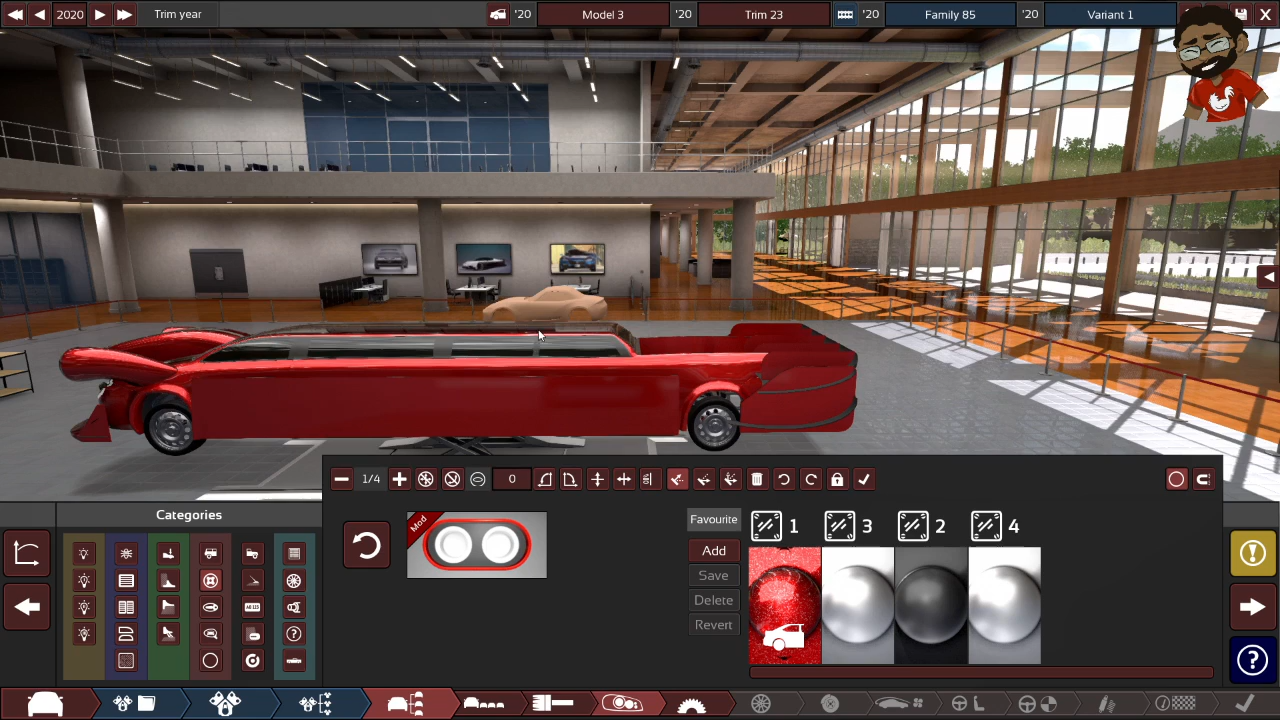 2020 Trim year '20 Model 3 '20 Trim 23 '20 Family 85 '20 Variant 1
1/4 0
Categories
Mod
Favourite 1 3 2 4
Add
Save
Delete
Revert